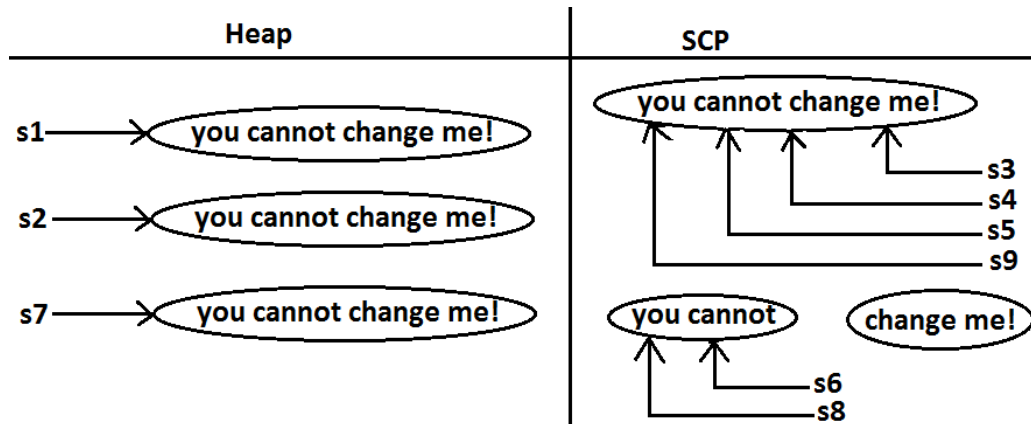 Heap
SCP
s1
you cannot change me!
s2
you cannot change me!
s7
you cannot change me!
you cannot change me!
s3
s4
s5
s9
you cannot
change me!
s6
s8